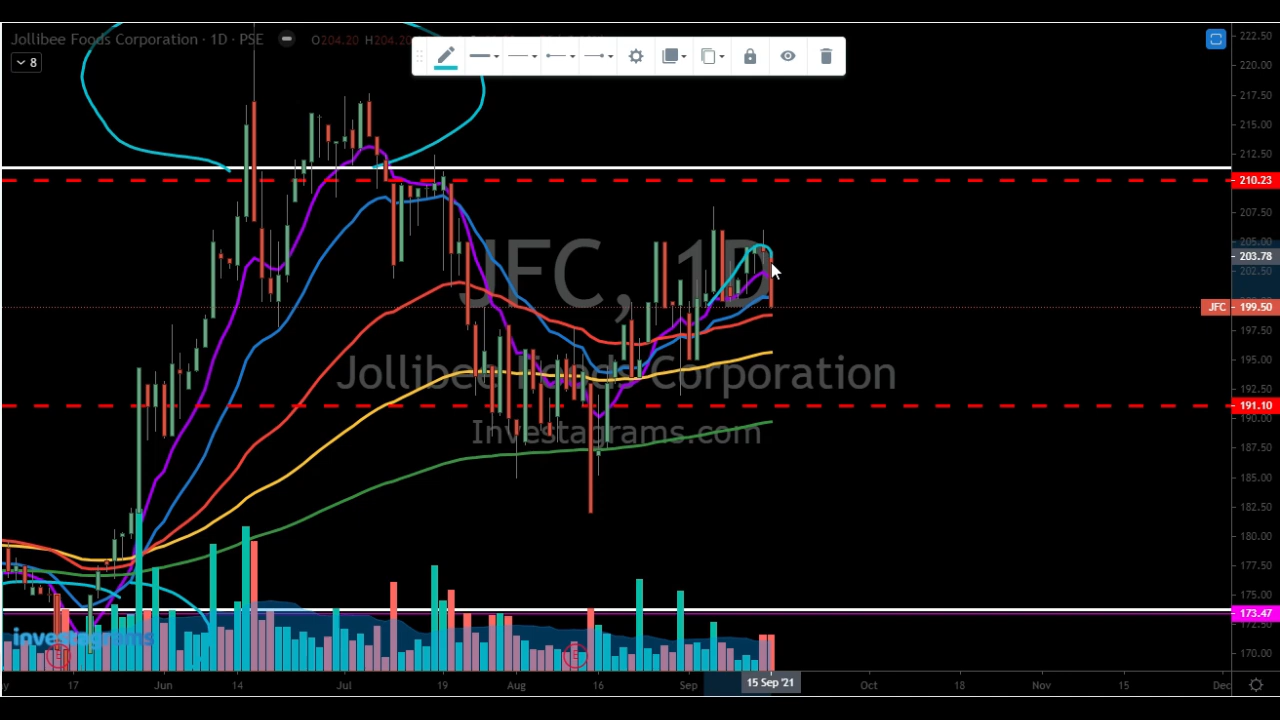 Jollibee Foods Corporation · 1D · PSE
O204.20 H204.20
8
222.50
220.00
217.50
215.00
212.50
210.23
207.50
205.00
203.78
202.50
JFC 199.50
197.50
195.00
192.50
191.10
190.00
187.50
185.00
182.50
180.00
177.50
175.00
173.47
172.50
170.00
JFC, 1D
Jollibee Foods Corporation
Investagrams.com
investagrams
E
E
17
Jun
14
Jul
19
Aug
16
Sep
15 Sep '21
Oct
18
Nov
15
Dec